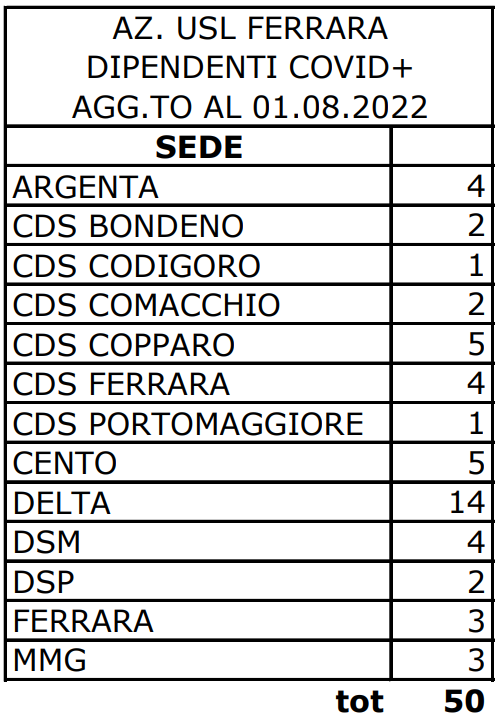 AZ. USL FERRARA
DIPENDENTI COVID+
AGG.TO AL 01.08.2022
SEDE
ARGENTA 4
CDS BONDENO 2
CDS CODIGORO 1
CDS COMACCHIO 2
CDS COPPARO 5
CDS FERRARA 4
CDS PORTOMAGGIORE 1
CENTO 5
DELTA 14
DSM 4
DSP 2
FERRARA 3
MMG 3
tot 50